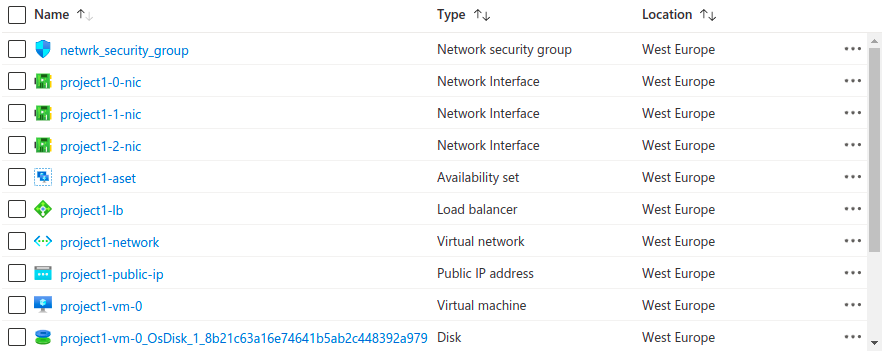 Name Type Location
netwrk_security_group Network security group West Europe
project1-0-nic Network Interface West Europe
project1-1-nic Network Interface West Europe
project1-2-nic Network Interface West Europe
project1-aset Availability set West Europe
project1-lb Load balancer West Europe
project1-network Virtual network West Europe
project1-public-ip Public IP address West Europe
project1-vm-0 Virtual machine West Europe
project1-vm-0_OsDisk_1_8b21c63a16e74641b5ab2c448392a979 Disk West Europe